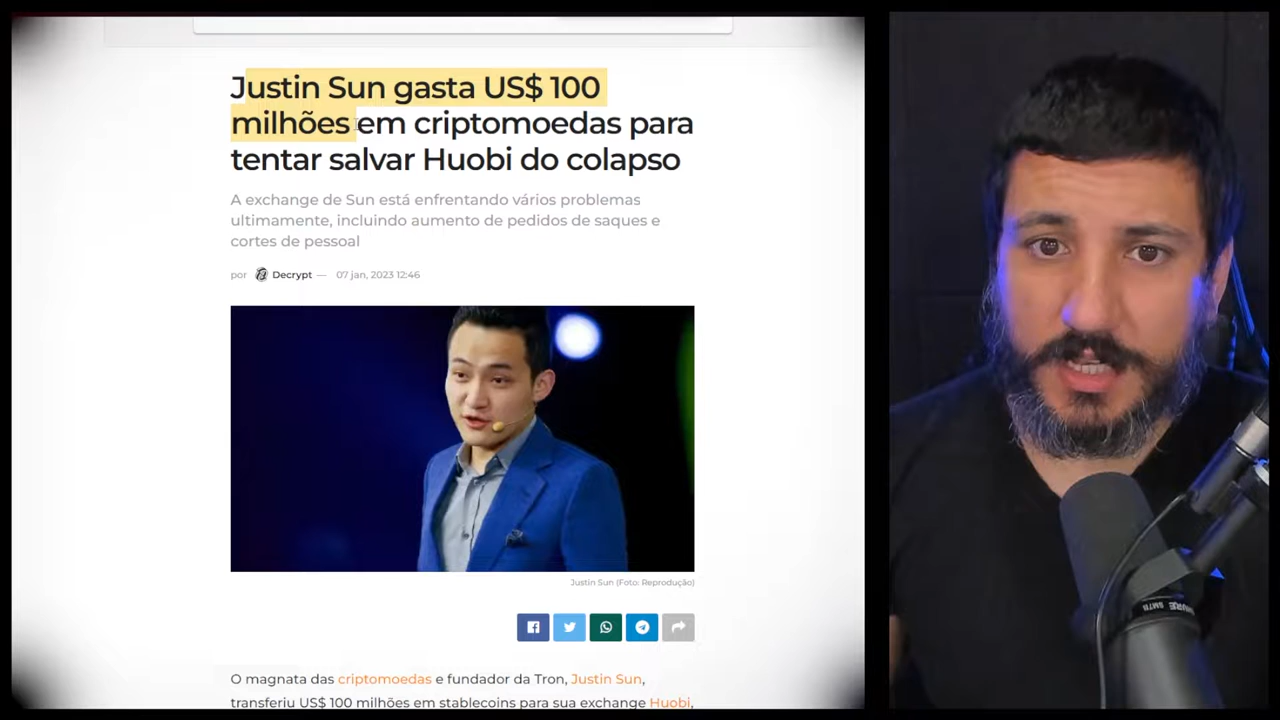 Justin Sun gasta US$ 100
milhões em criptomoedas para
tentar salvar Huobi do colapso
A exchange de Sun está enfrentando vários problemas
ultimamente, incluindo aumento de pedidos de saques e
cortes de pessoal
por Decrypt — 07 jan, 2023 12:46
Justin Sun (Foto: Reprodução)
O magnata das criptomoedas e fundador da Tron, Justin Sun,
transferiu US$ 100 milhões em stablecoins para sua exchange Huobi,
SHURE SM7B